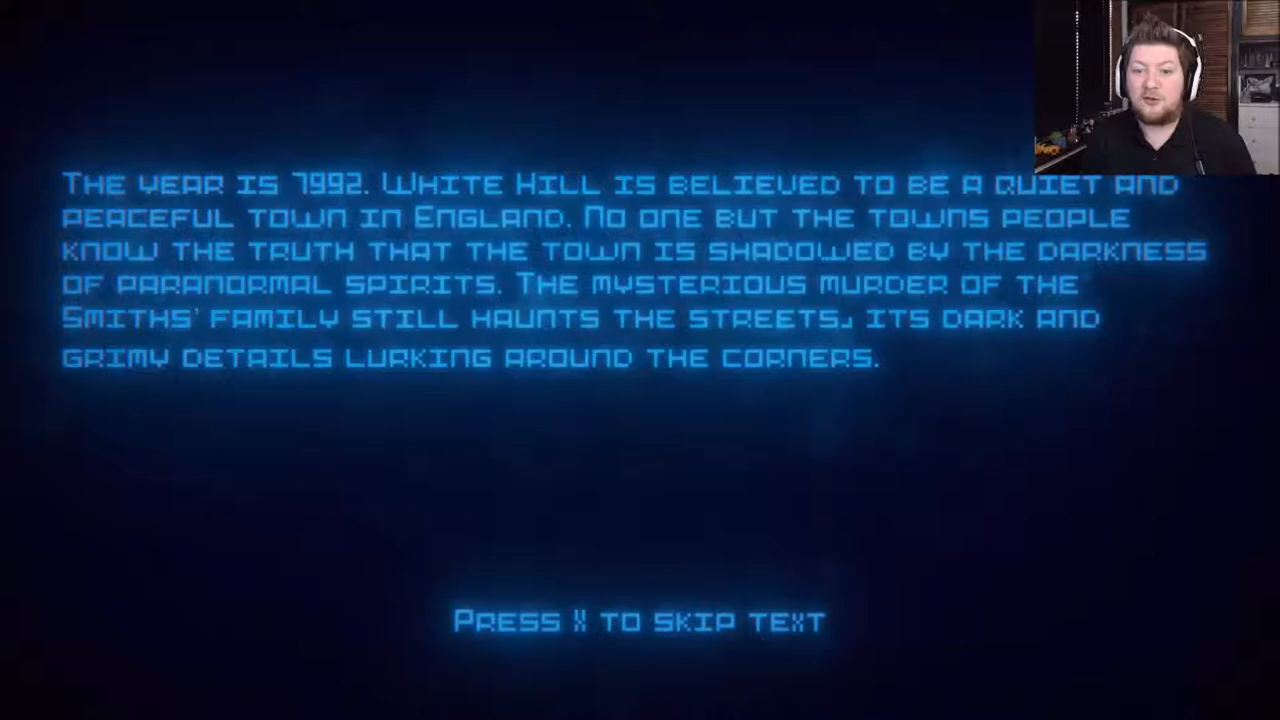 The year is 1992. White Hill is believed to be a quiet and
peaceful town in England. No one but the towns people
know the truth that the town is shadowed by the darkness
of paranormal spirits. The mysterious murder of the
Smiths' family still haunts the streets, its dark and
grimy details lurking around the corners.
Press X to skip text